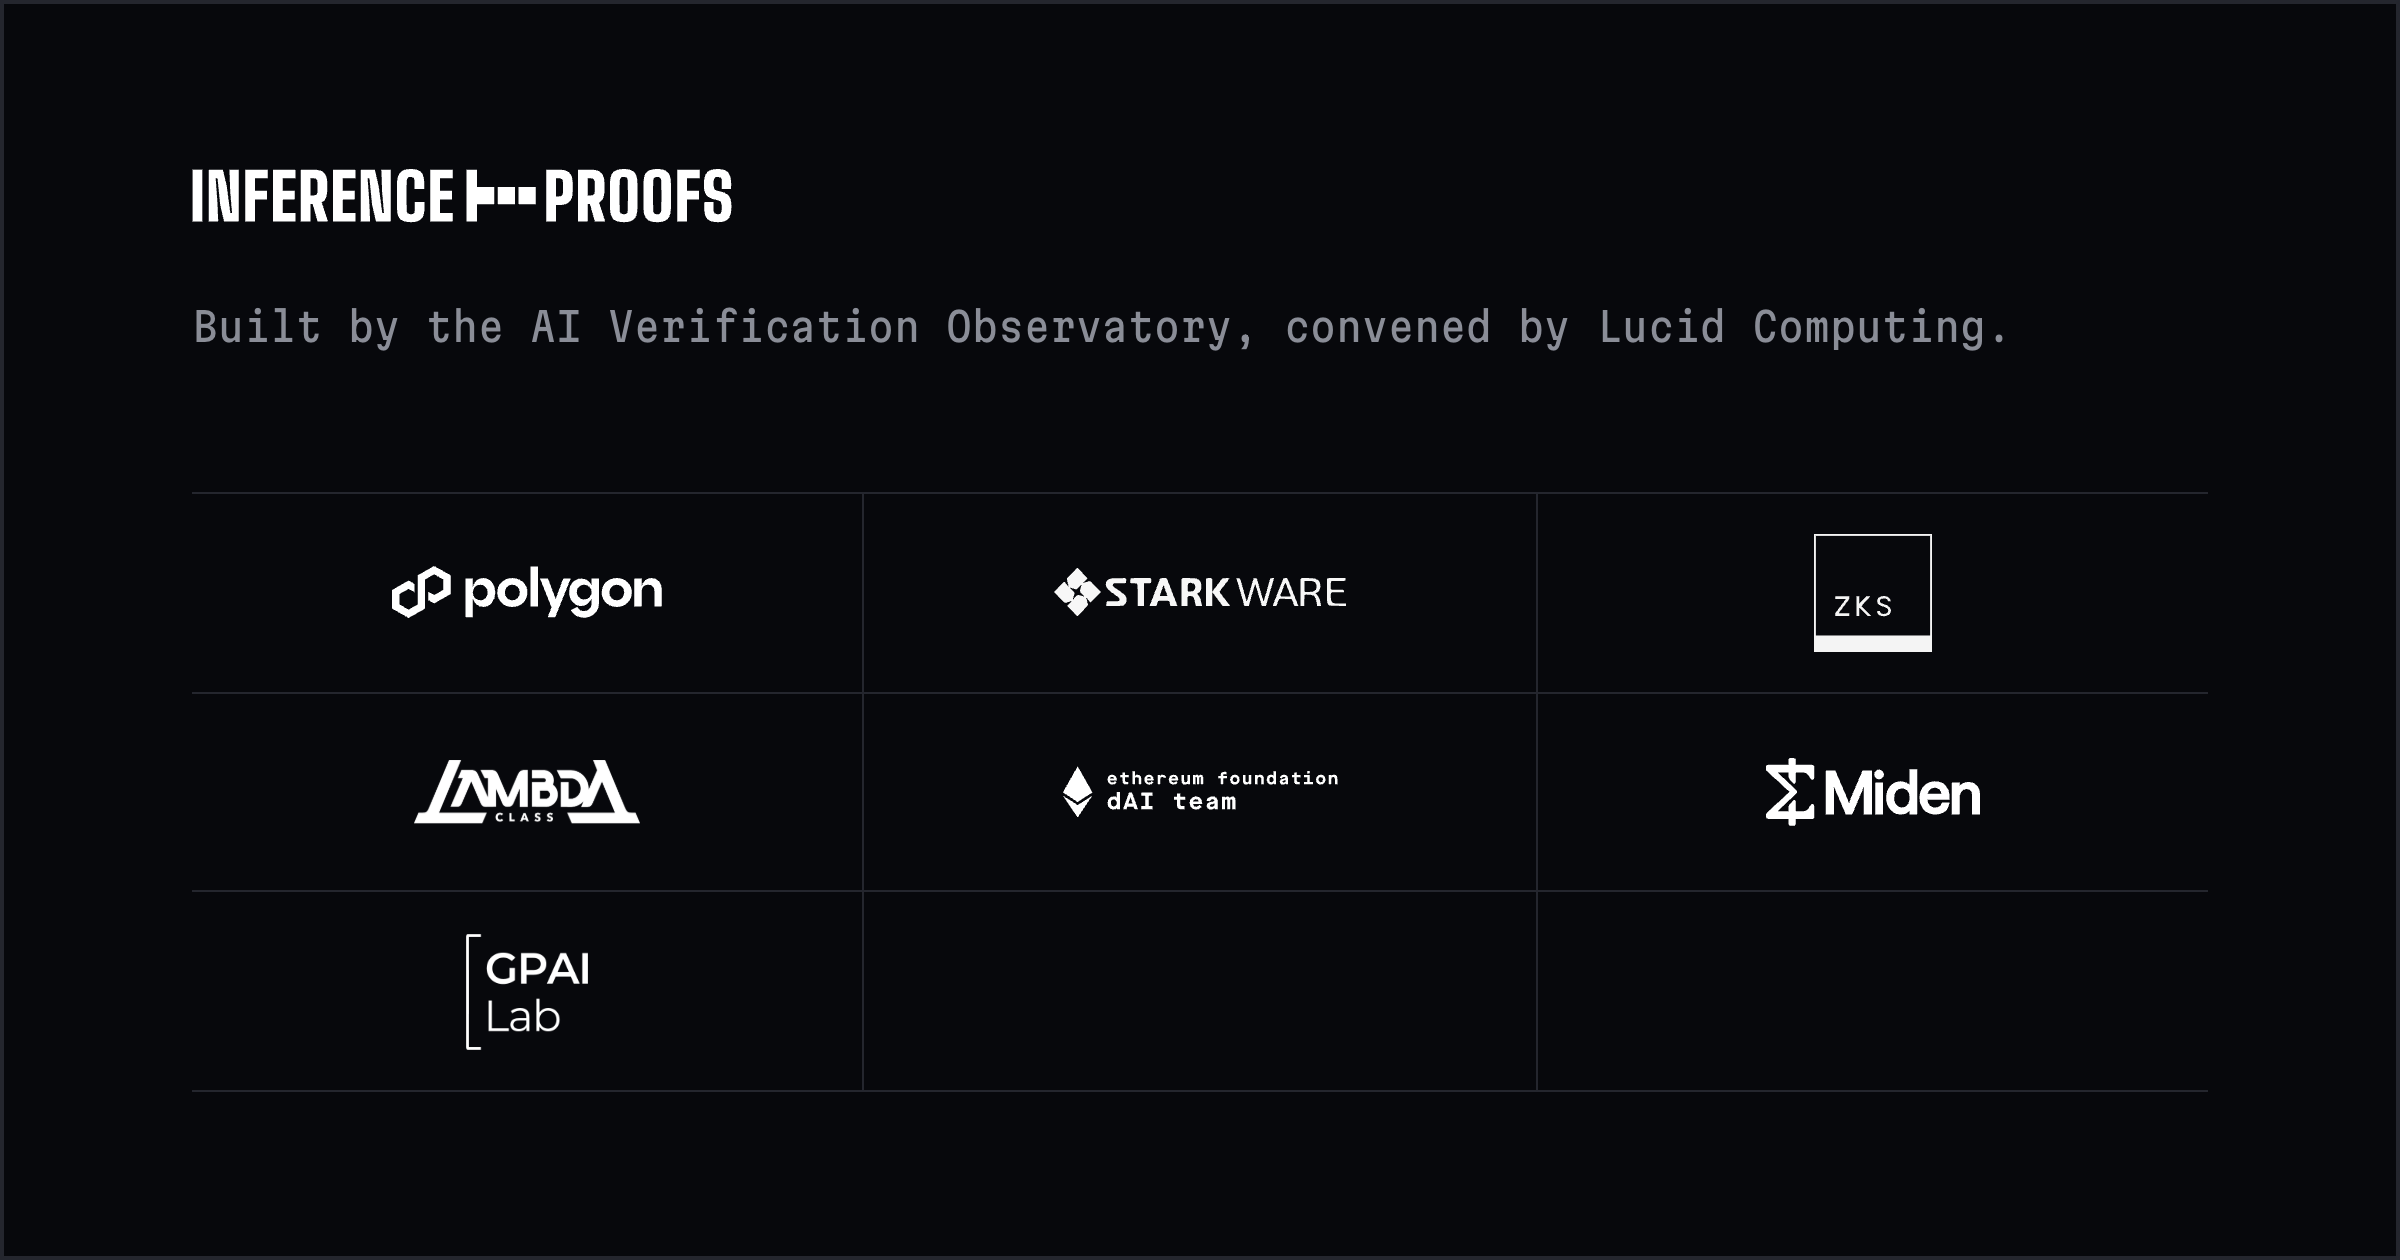 INFERENCE PROOFS
Built by the AI Verification Observatory, convened by Lucid Computing.
polygon
STARKWARE
ZKS
LAMBDA
CLASS
ethereum foundation
dAI team
Miden
GPAI
Lab